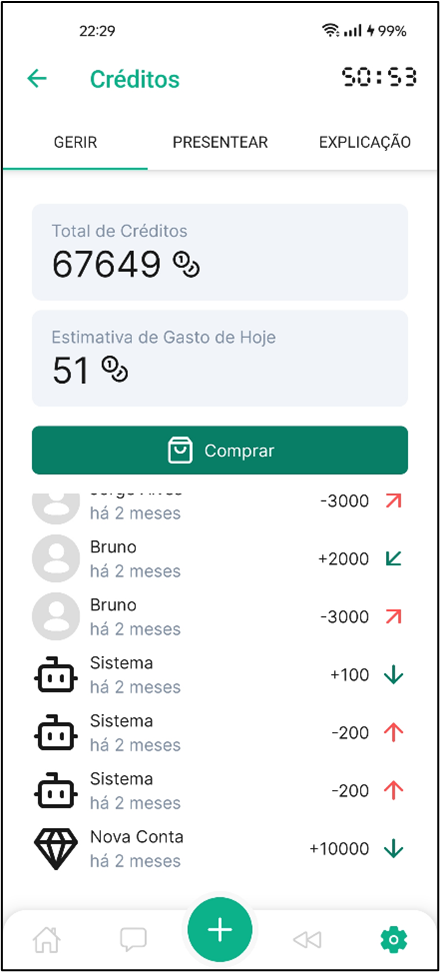 22:29
99%
Créditos
50:53
GERIR
PRESENTEAR
EXPLICAÇÃO
Total de Créditos
67649
Estimativa de Gasto de Hoje
51
Comprar
-3000
há 2 meses
Bruno
+2000
há 2 meses
Bruno
-3000
há 2 meses
Sistema
+100
há 2 meses
Sistema
-200
há 2 meses
Sistema
-200
há 2 meses
Nova Conta
+10000
há 2 meses